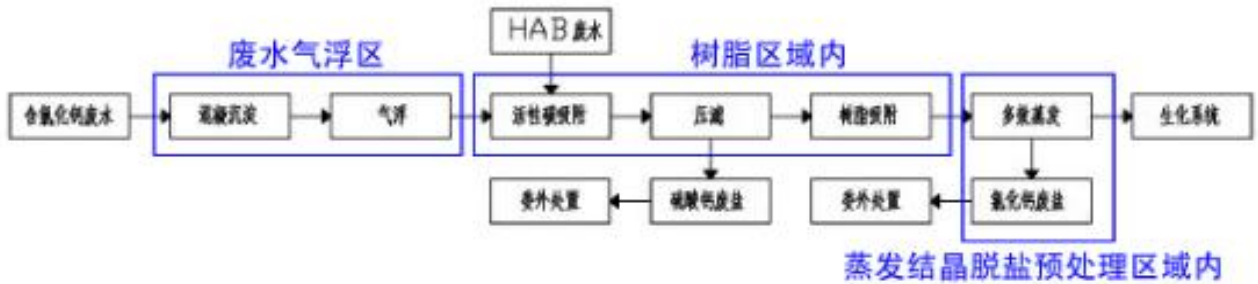 HAB废水
废水气浮区
树脂区域内
含氯化钙废水
混凝沉淀
气浮
活性碳吸附
压滤
树脂吸附
多效蒸发
生化系统
委外处置
硫酸钙废盐
委外处置
氯化钙废盐
蒸发结晶脱盐预处理区域内